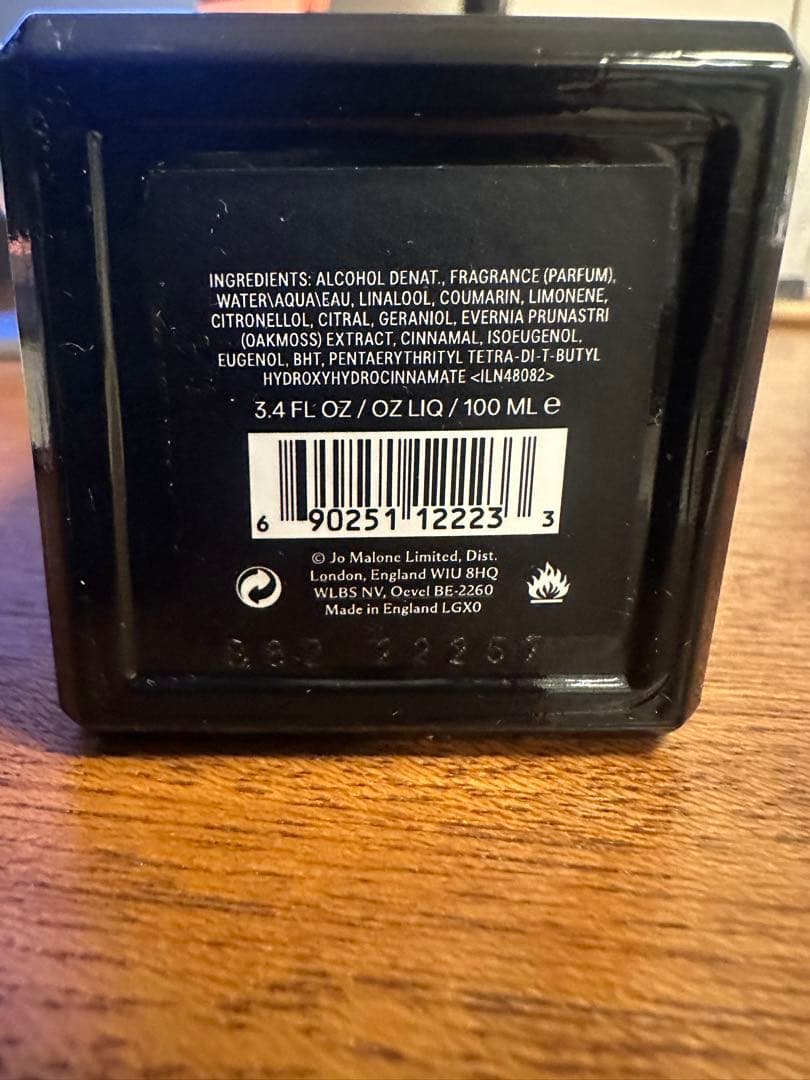 INGREDIENTS: ALCOHOL DENAT., FRAGRANCE (PARFUM),
WATER\AQUA\EAU, LINALOOL, COUMARIN, LIMONENE,
CITRONELLOL, CITRAL, GERANIOL, EVERNIA PRUNASTRI
(OAKMOSS) EXTRACT, CINNAMAL, ISOEUGENOL,
EUGENOL, BHT, PENTAERYTHRITYL TETRA-DI-T-BUTYL
HYDROXYHYDROCINNAMATE <ILN48082>
3.4 FL OZ / OZ LIQ / 100 ML e
6 90251 12223 3
© Jo Malone Limited, Dist.
London, England W1U 8HQ
WLBS NV, Oevel BE-2260
Made in England LGX0